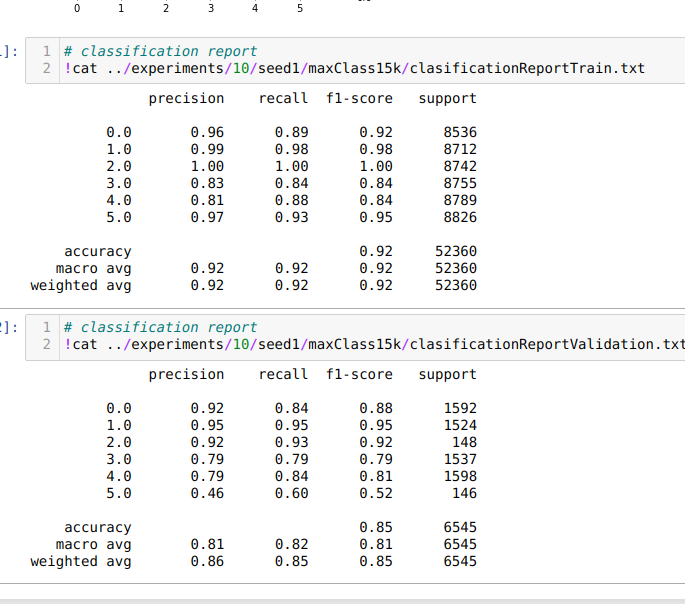 0 1 2 3 4 5
]: 1 # classification report
2 !cat ../experiments/10/seed1/maxClass15k/clasificationReportTrain.txt
precision recall f1-score support
0.0 0.96 0.89 0.92 8536
1.0 0.99 0.98 0.98 8712
2.0 1.00 1.00 1.00 8742
3.0 0.83 0.84 0.84 8755
4.0 0.81 0.88 0.84 8789
5.0 0.97 0.93 0.95 8826
accuracy 0.92 52360
macro avg 0.92 0.92 0.92 52360
weighted avg 0.92 0.92 0.92 52360
]: 1 # classification report
2 !cat ../experiments/10/seed1/maxClass15k/clasificationReportValidation.txt
precision recall f1-score support
0.0 0.92 0.84 0.88 1592
1.0 0.95 0.95 0.95 1524
2.0 0.92 0.93 0.92 148
3.0 0.79 0.79 0.79 1537
4.0 0.79 0.84 0.81 1598
5.0 0.46 0.60 0.52 146
accuracy 0.85 6545
macro avg 0.81 0.82 0.81 6545
weighted avg 0.86 0.85 0.85 6545